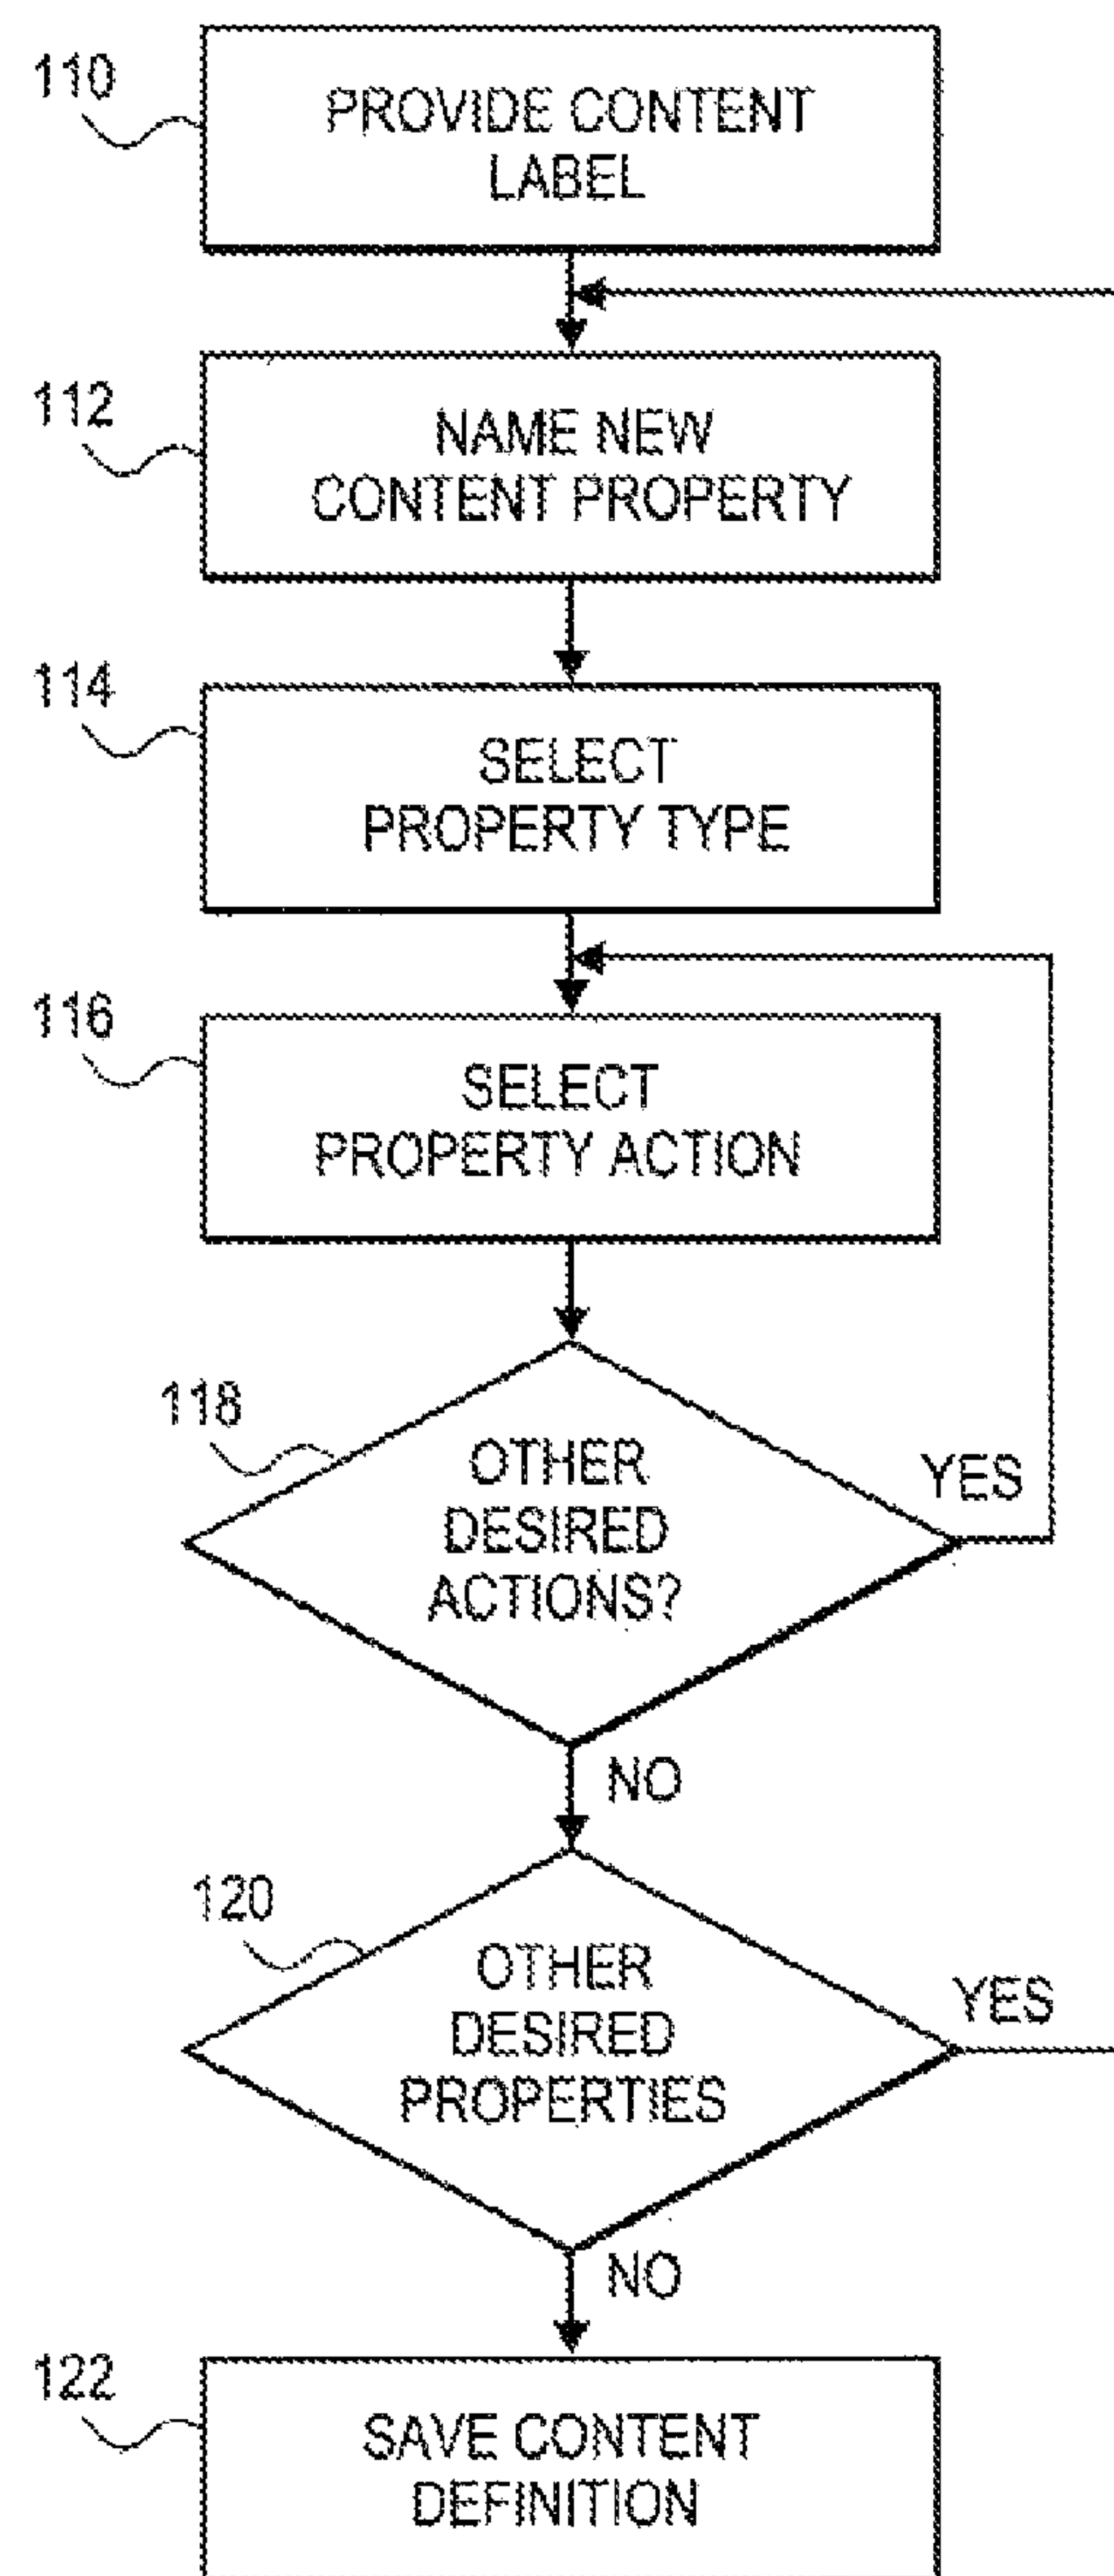 110
PROVIDE CONTENT
LABEL
112
NAME NEW
CONTENT PROPERTY
114
SELECT
PROPERTY TYPE
116
SELECT
PROPERTY ACTION
118
OTHER
DESIRED
ACTIONS?
YES
NO
120
OTHER
DESIRED
PROPERTIES
YES
NO
122
SAVE CONTENT
DEFINITION